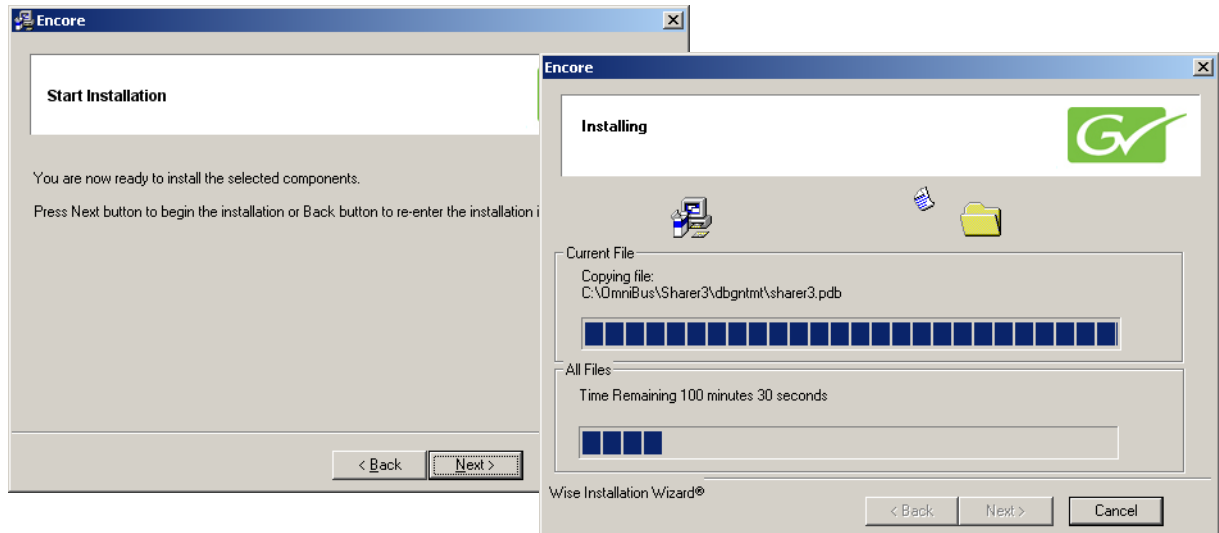 Encore
Start Installation
You are now ready to install the selected components.
Press Next button to begin the installation or Back button to re-enter the installation i
< Back
Next >
Encore
Installing
GV
Current File
Copying file:
C:\OmniBus\Sharer3\dbgntmt\sharer3.pdb
All Files
Time Remaining 100 minutes 30 seconds
Wise Installation Wizard®
< Back
Next >
Cancel